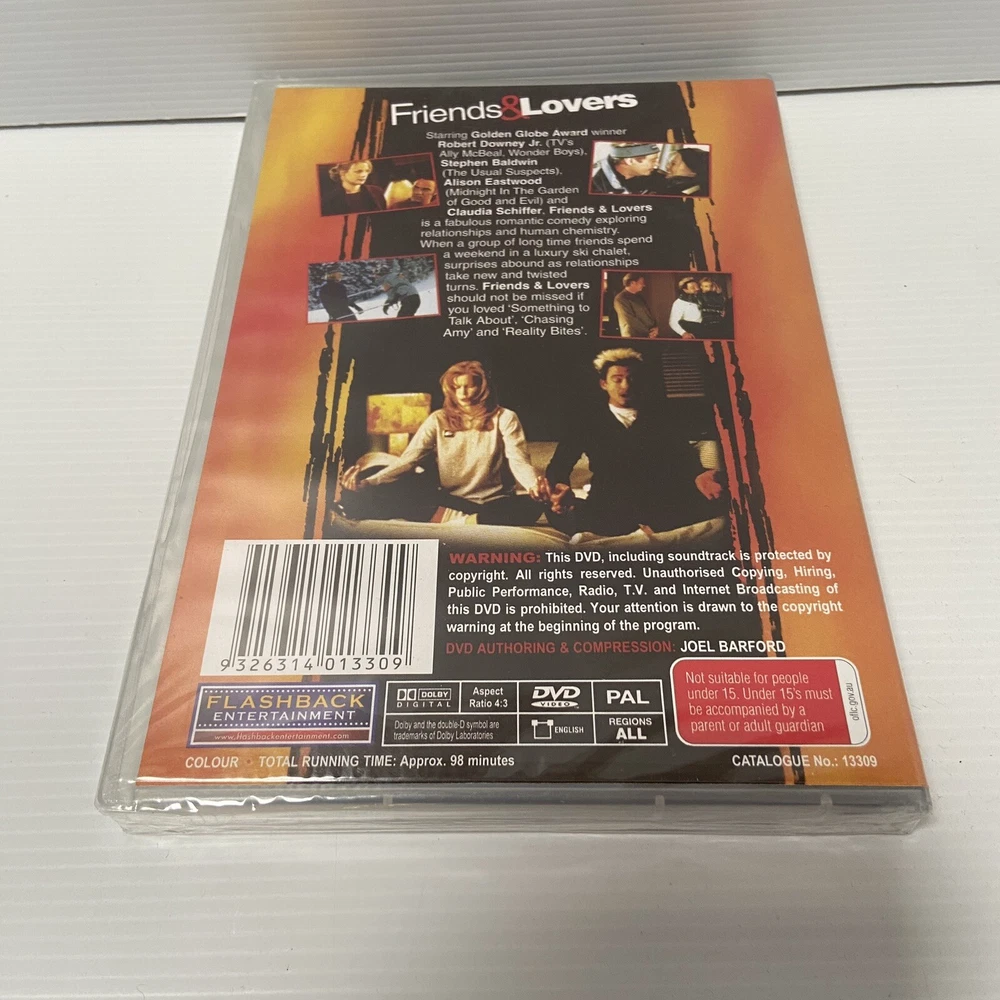 Friends&Lovers
Starring Golden Globe Award winner
Robert Downey Jr. (TV's
Ally McBeal, Wonder Boys),
Stephen Baldwin
(The Usual Suspects),
Alison Eastwood
(Midnight In The Garden
of Good and Evil) and
Claudia Schiffer, Friends & Lovers
is a fabulous romantic comedy exploring
relationships and human chemistry.
When a group of long time friends spend
a weekend in a luxury ski chalet,
surprises abound as relationships
take new and twisted
turns. Friends & Lovers
should not be missed if
you loved 'Something to
Talk About', 'Chasing
Amy' and 'Reality Bites'.
WARNING: This DVD, including soundtrack is protected by
copyright. All rights reserved. Unauthorised Copying, Hiring,
Public Performance, Radio, T.V. and Internet Broadcasting of
this DVD is prohibited. Your attention is drawn to the copyright
warning at the beginning of the program.
DVD AUTHORING & COMPRESSION: JOEL BARFORD
9 326314 013309
FLASHBACK
ENTERTAINMENT
www.flashbackentertainment.com
DOLBY
DIGITAL
Aspect
Ratio 4:3
DVD
VIDEO
PAL
Dolby and the double-D symbol are
trademarks of Dolby Laboratories
ENGLISH
REGIONS
ALL
Not suitable for people
under 15. Under 15's must
be accompanied by a
parent or adult guardian
oflc.gov.au
COLOUR • TOTAL RUNNING TIME: Approx. 98 minutes
CATALOGUE No.: 13309